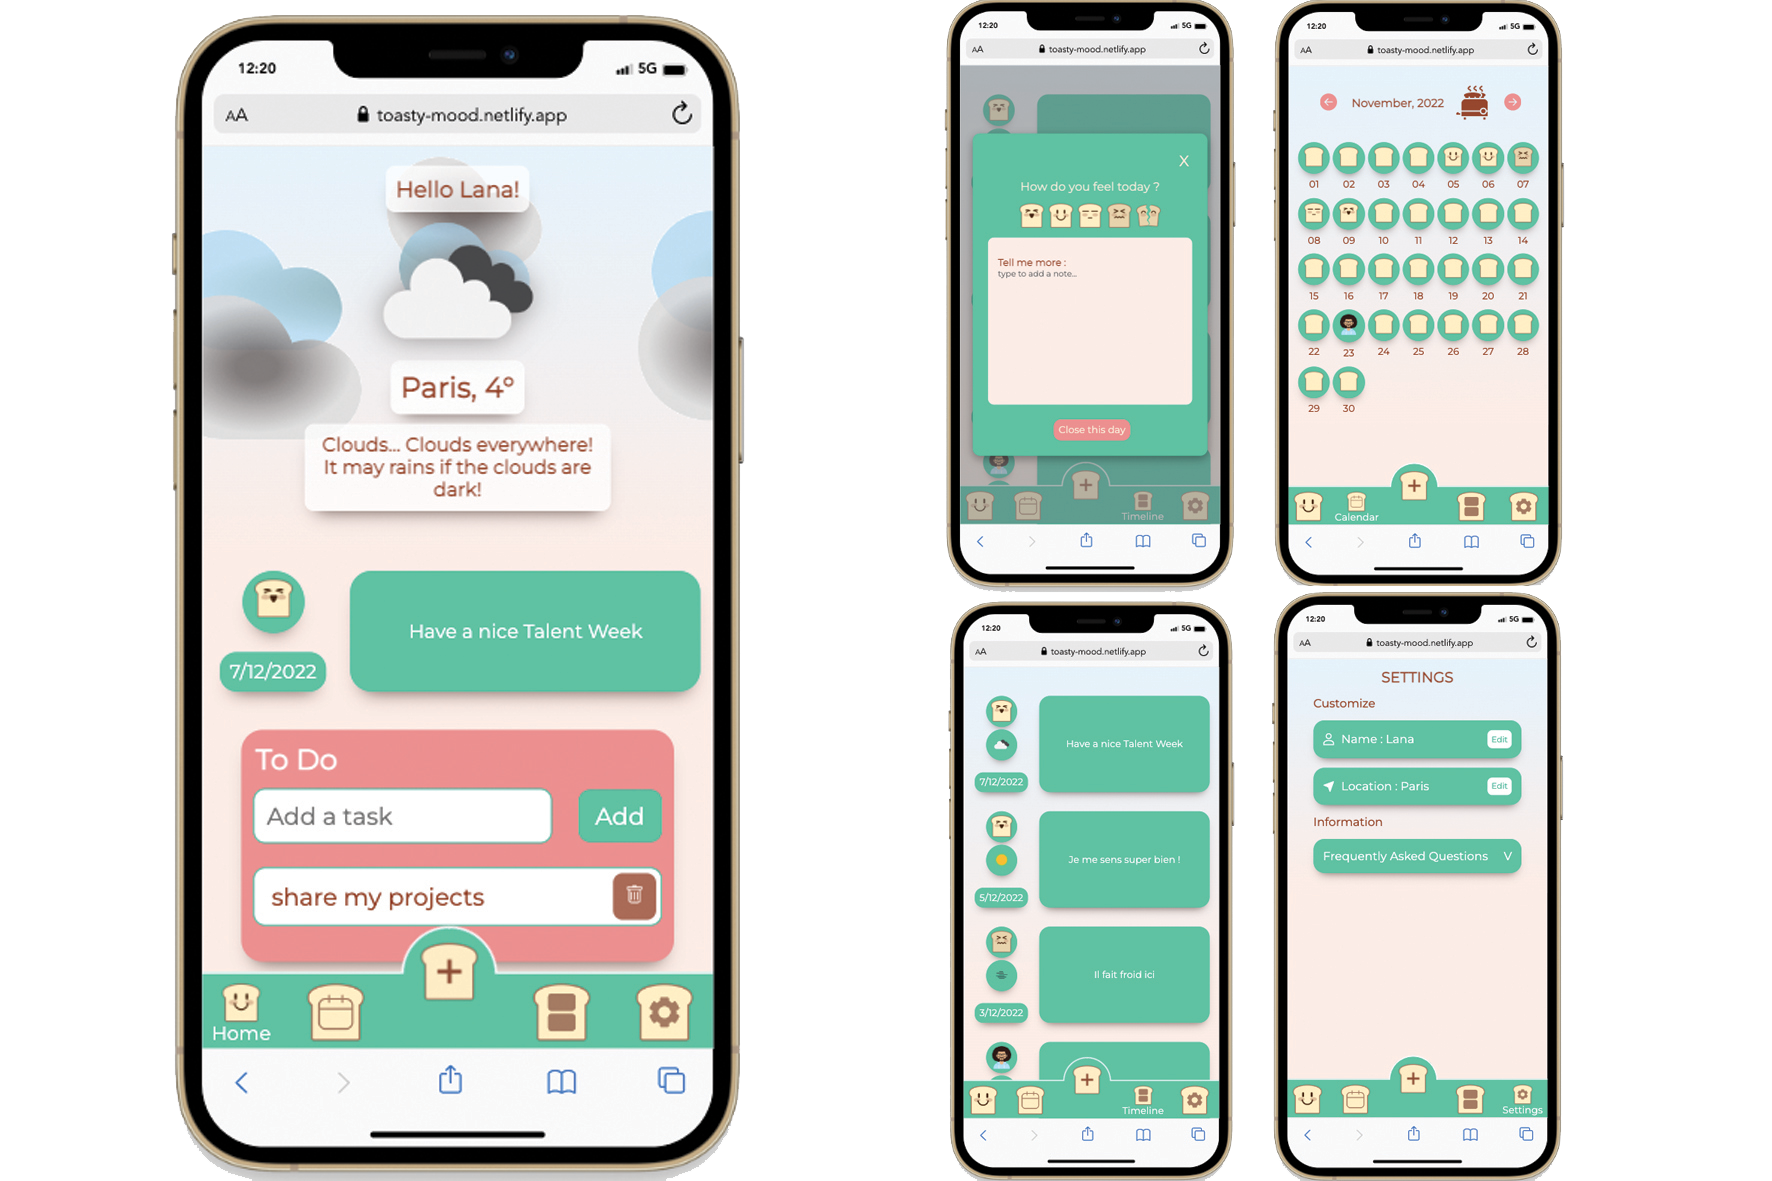 12:20
5G
AA
toasty-mood.netlify.app
Hello Lana!
Paris, 4°
Clouds... Clouds everywhere!
It may rains if the clouds are
dark!
Have a nice Talent Week
7/12/2022
To Do
Add a task
Add
share my projects
Home
12:20
5G
AA
toasty-mood.netlify.app
X
How do you feel today ?
Tell me more :
type to add a note...
Close this day
Timeline
12:20
5G
AA
toasty-mood.netlify.app
November, 2022
01 02 03 04 05 06 07
08 09 10 11 12 13 14
15 16 17 18 19 20 21
22 23 24 25 26 27 28
29 30
Calendar
12:20
5G
AA
toasty-mood.netlify.app
Have a nice Talent Week
7/12/2022
Je me sens super bien !
5/12/2022
Il fait froid ici
3/12/2022
Timeline
12:20
5G
AA
toasty-mood.netlify.app
SETTINGS
Customize
Name : Lana
Edit
Location : Paris
Edit
Information
Frequently Asked Questions V
Settings